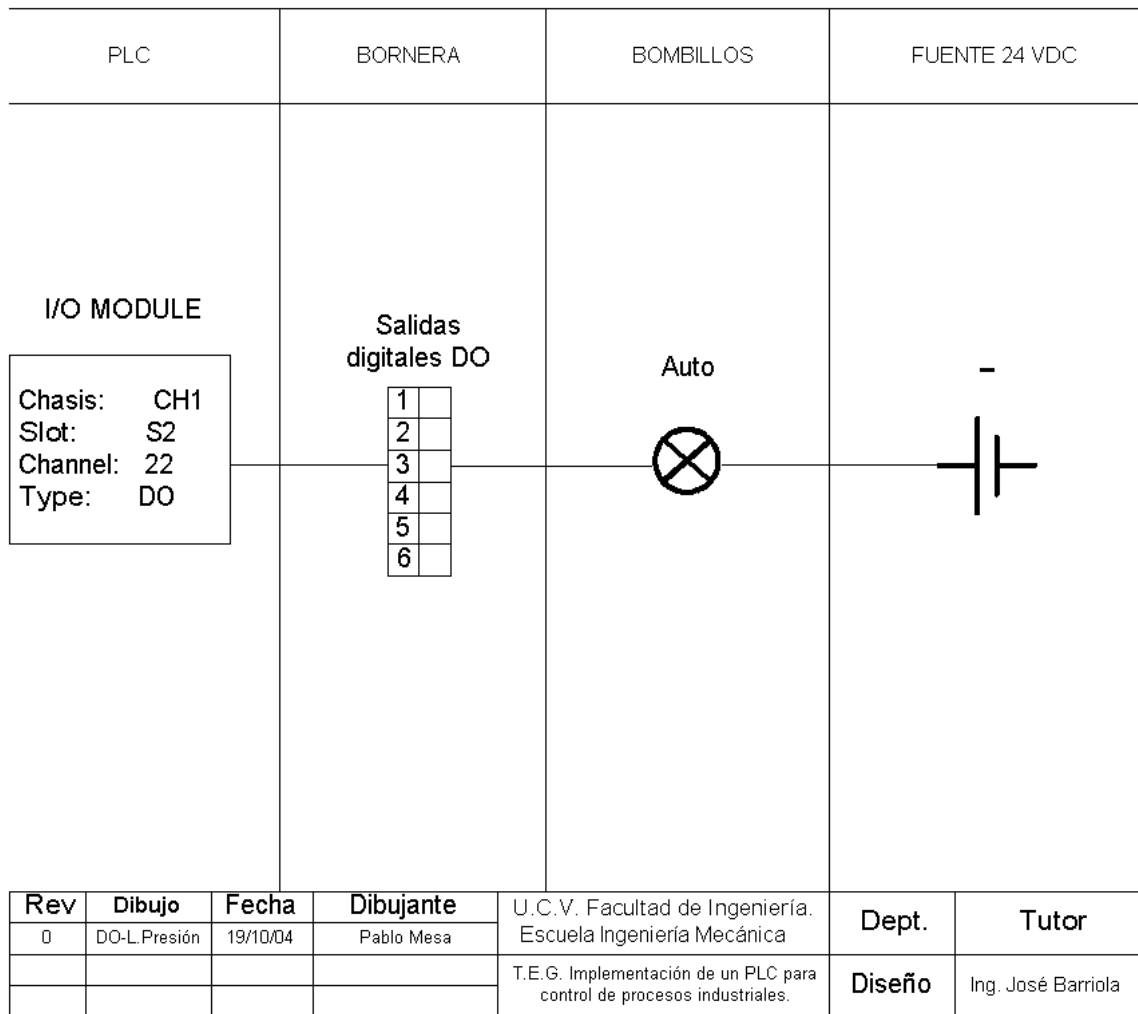 PLC
BORNERA
BOMBILLOS
FUENTE 24 VDC
I/O MODULE
Chasis: CH1
Slot: S2
Channel: 22
Type: DO
Salidas
digitales DO
1
2
3
4
5
6
Auto
-
Rev Dibujo Fecha Dibujante
0 DO-L.Presión 19/10/04 Pablo Mesa
U.C.V. Facultad de Ingeniería.
Escuela Ingeniería Mecánica
T.E.G. Implementación de un PLC para
control de procesos industriales.
Dept. Tutor
Diseño Ing. José Barriola